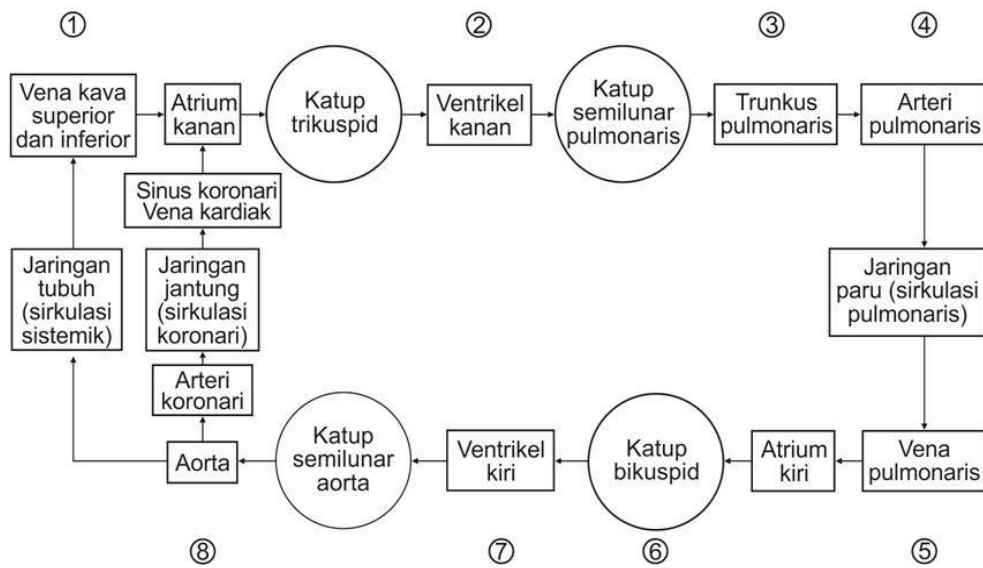 ①
②
③
④
Vena kava
superior
dan inferior
Atrium
kanan
Katup
trikuspid
Ventrikel
kanan
Katup
semilunar
pulmonaris
Trunkus
pulmonaris
Arteri
pulmonaris
Sinus koronari
Vena kardiak
Jaringan
tubuh
(sirkulasi
sistemik)
Jaringan
jantung
(sirkulasi
koronari)
Jaringan
paru (sirkulasi
pulmonaris)
Arteri
koronari
Aorta
Katup
semilunar
aorta
Ventrikel
kiri
Katup
bikuspid
Atrium
kiri
Vena
pulmonaris
⑧
⑦
⑥
⑤